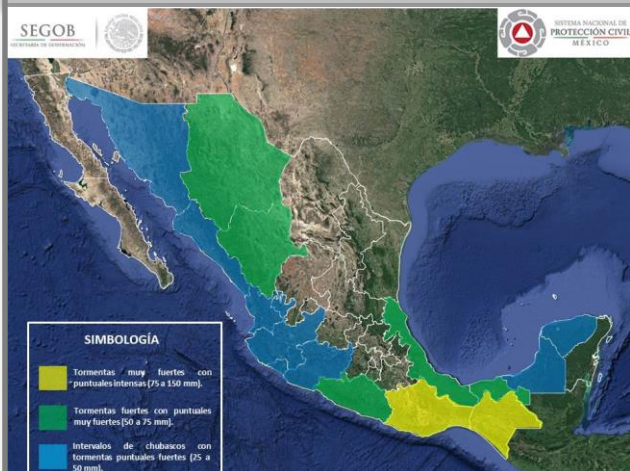 SEGOB
SECRETARÍA DE GOBERNACIÓN
SISTEMA NACIONAL DE
PROTECCIÓN CIVIL
MÉXICO
SIMBOLOGÍA
Tormentas muy fuertes con
puntuales intensas (75 a 150 mm).
Tormentas fuertes con puntuales
muy fuertes (50 a 75 mm).
Intervalos de chubascos con
tormentas puntuales fuertes (25 a
50 mm).